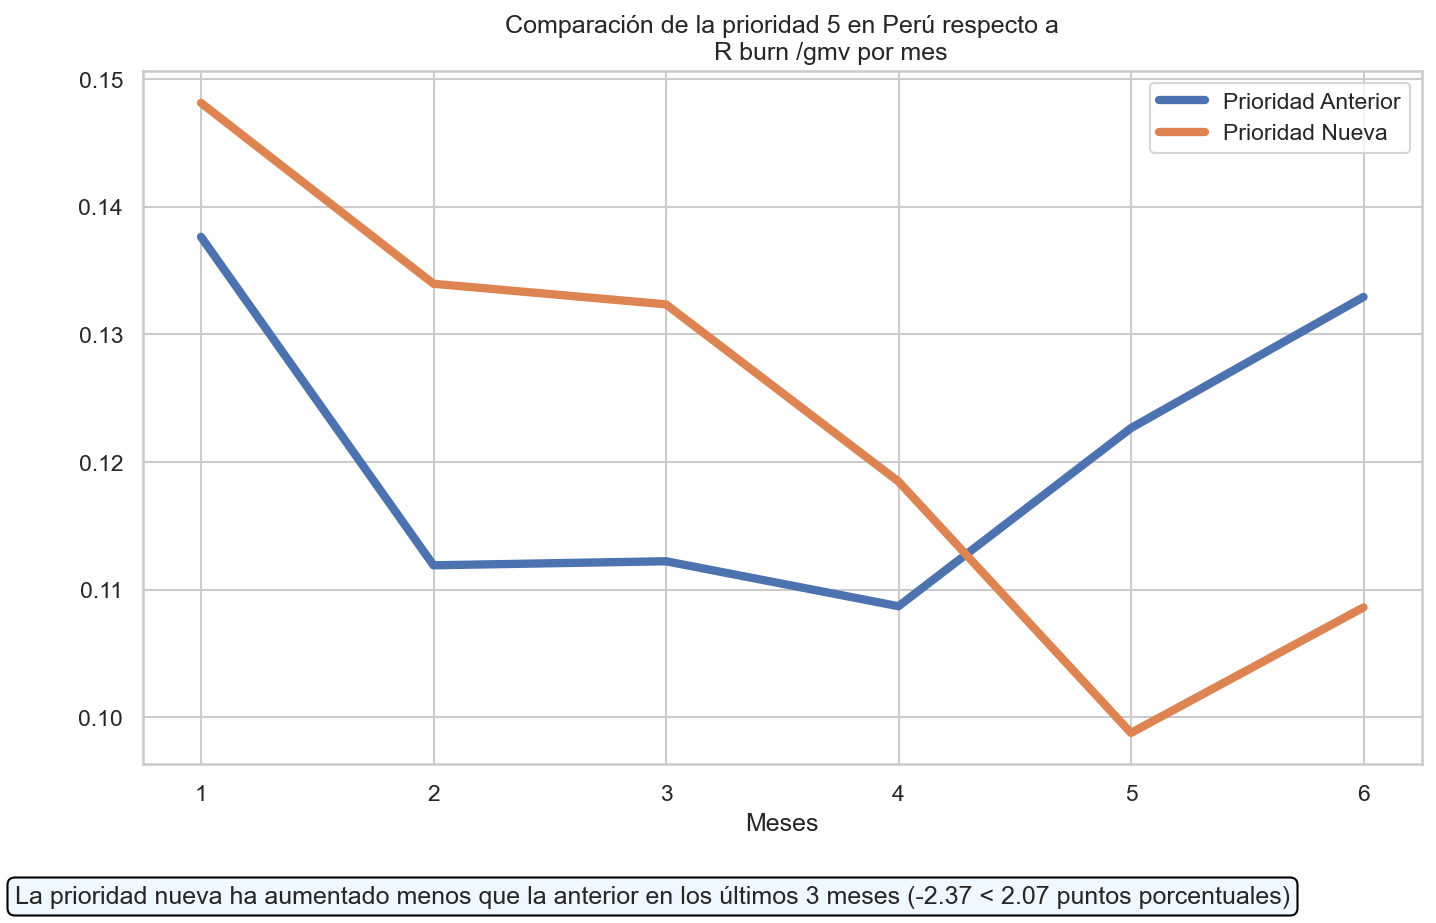 Comparación de la prioridad 5 en Perú respecto a
R burn /gmv por mes
0.15
0.14
0.13
0.12
0.11
0.10
Prioridad Anterior
Prioridad Nueva
1 2 3 4 5 6
Meses
La prioridad nueva ha aumentado menos que la anterior en los últimos 3 meses (-2.37 < 2.07 puntos porcentuales)